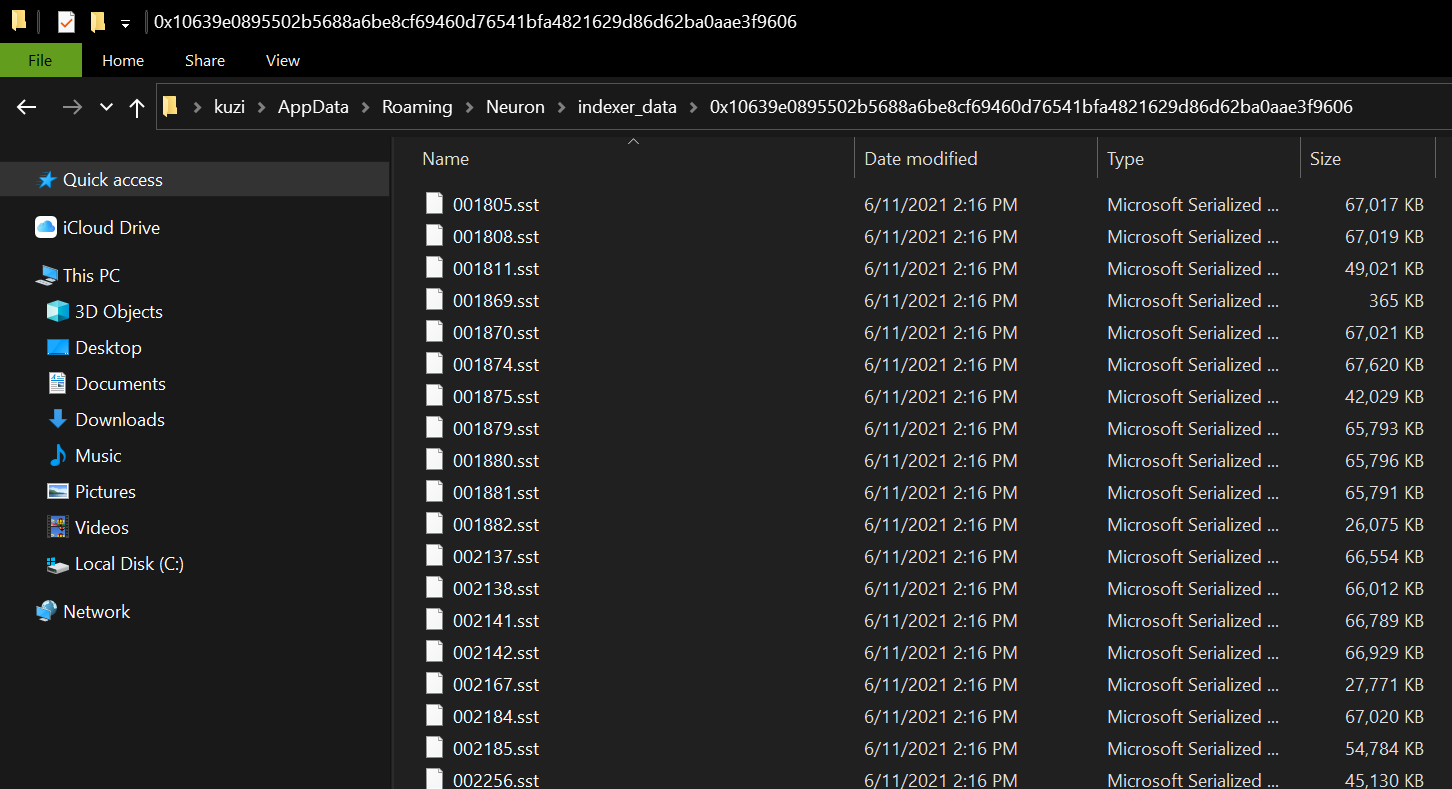 0x10639e0895502b5688a6be8cf69460d76541bfa4821629d86d62ba0aae3f9606
File Home Share View
kuzi AppData Roaming Neuron indexer_data 0x10639e0895502b5688a6be8cf69460d76541bfa4821629d86d62ba0aae3f9606
Quick access
iCloud Drive
This PC
3D Objects
Desktop
Documents
Downloads
Music
Pictures
Videos
Local Disk (C:)
Network
Name Date modified Type Size
001805.sst 6/11/2021 2:16 PM Microsoft Serialized ... 67,017 KB
001808.sst 6/11/2021 2:16 PM Microsoft Serialized ... 67,019 KB
001811.sst 6/11/2021 2:16 PM Microsoft Serialized ... 49,021 KB
001869.sst 6/11/2021 2:16 PM Microsoft Serialized ... 365 KB
001870.sst 6/11/2021 2:16 PM Microsoft Serialized ... 67,021 KB
001874.sst 6/11/2021 2:16 PM Microsoft Serialized ... 67,620 KB
001875.sst 6/11/2021 2:16 PM Microsoft Serialized ... 42,029 KB
001879.sst 6/11/2021 2:16 PM Microsoft Serialized ... 65,793 KB
001880.sst 6/11/2021 2:16 PM Microsoft Serialized ... 65,796 KB
001881.sst 6/11/2021 2:16 PM Microsoft Serialized ... 65,791 KB
001882.sst 6/11/2021 2:16 PM Microsoft Serialized ... 26,075 KB
002137.sst 6/11/2021 2:16 PM Microsoft Serialized ... 66,554 KB
002138.sst 6/11/2021 2:16 PM Microsoft Serialized ... 66,012 KB
002141.sst 6/11/2021 2:16 PM Microsoft Serialized ... 66,789 KB
002142.sst 6/11/2021 2:16 PM Microsoft Serialized ... 66,929 KB
002167.sst 6/11/2021 2:16 PM Microsoft Serialized ... 27,771 KB
002184.sst 6/11/2021 2:16 PM Microsoft Serialized ... 67,020 KB
002185.sst 6/11/2021 2:16 PM Microsoft Serialized ... 54,784 KB
002256.sst 6/11/2021 2:16 PM Microsoft Serialized ... 45,130 KB